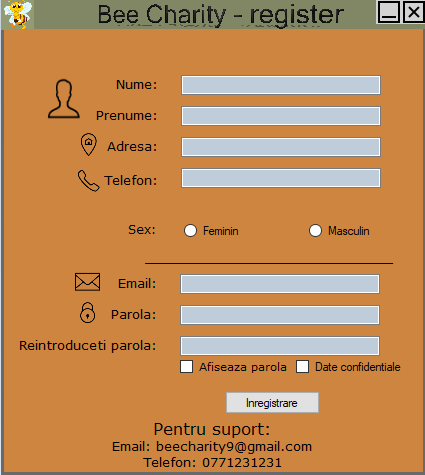 Bee Charity - register
Nume:
Prenume:
Adresa:
Telefon:
Sex: Feminin Masculin
Email:
Parola:
Reintroduceti parola:
Afiseaza parola Date confidentiale
Inregistrare
Pentru suport:
Email: beecharity9@gmail.com
Telefon: 0771231231